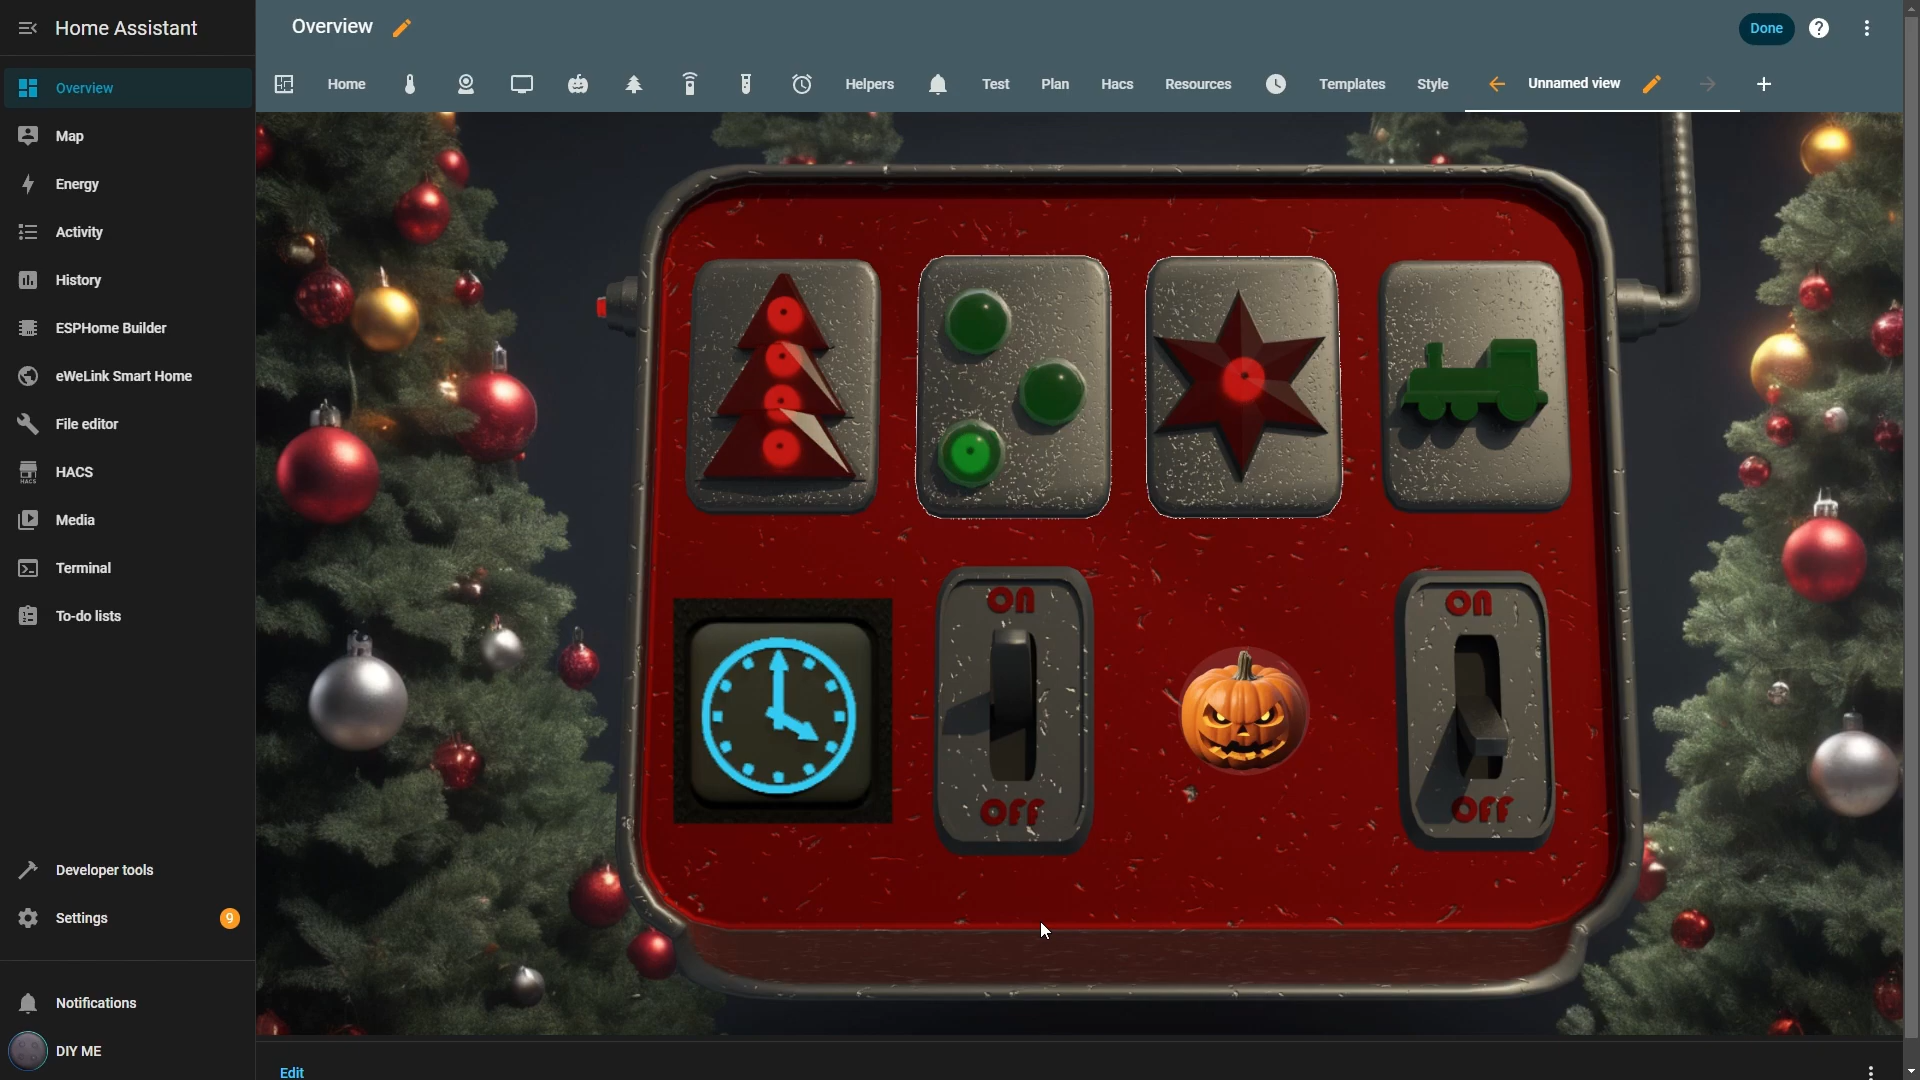 Home Assistant
Overview
Done
Home
Helpers
Test
Plan
Hacs
Resources
Templates
Style
Unnamed view
Overview
Map
Energy
Activity
History
ESPHome Builder
eWeLink Smart Home
File editor
HACS
HACS
Media
Terminal
To-do lists
Developer tools
Settings
9
Notifications
DIY ME
ON
OFF
ON
OFF
Edit